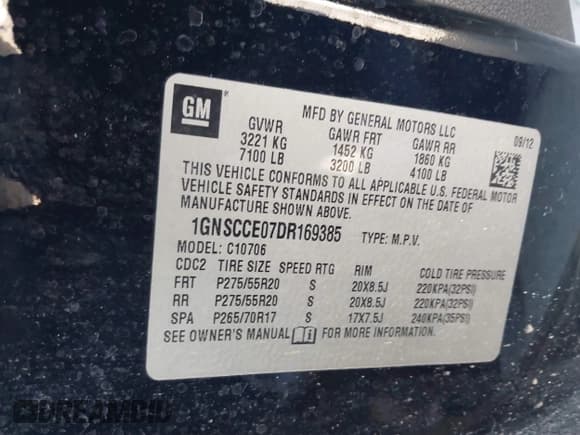 GM
MFD BY GENERAL MOTORS LLC
09/12
GVWR GAWR FRT GAWR RR
3221 KG 1452 KG 1860 KG
7100 LB 3200 LB 4100 LB
THIS VEHICLE CONFORMS TO ALL APPLICABLE U.S. FEDERAL MOTOR
VEHICLE SAFETY STANDARDS IN EFFECT ON THE DATE OF
MANUFACTURE SHOWN ABOVE.
1GNSCCE07DR169385 TYPE: M.P.V.
MODEL: C10706
CDC2 TIRE SIZE SPEED RTG RIM COLD TIRE PRESSURE
FRT P275/55R20 S 20X8.5J 220KPA(32PSI)
RR P275/55R20 S 20X8.5J 220KPA(32PSI)
SPA P265/70R17 S 17X7.5J 240KPA(35PSI)
SEE OWNER'S MANUAL FOR MORE INFORMATION.
DREAMBID